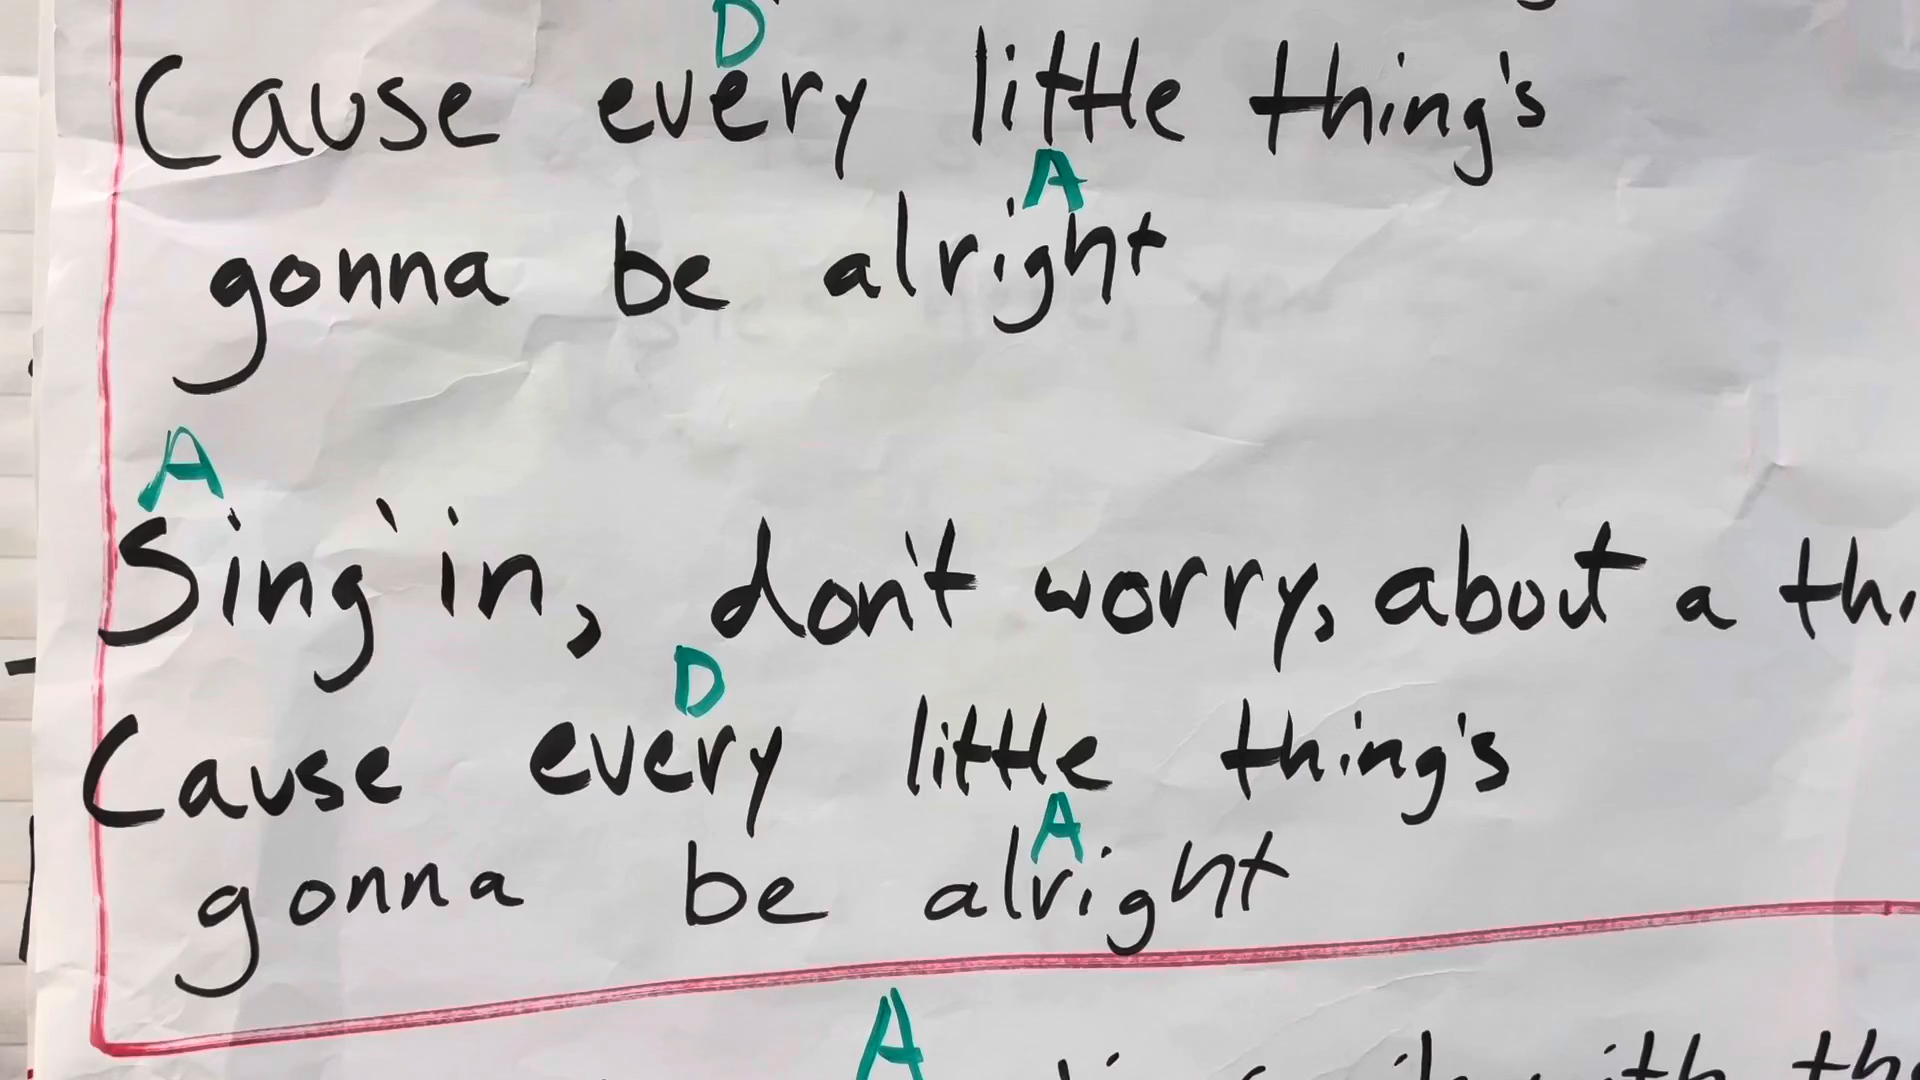 D
Cause every little thing's
A
gonna be alright
A
Sing'in, don't worry, about a
D
Cause every little thing's
A
gonna be alright
A